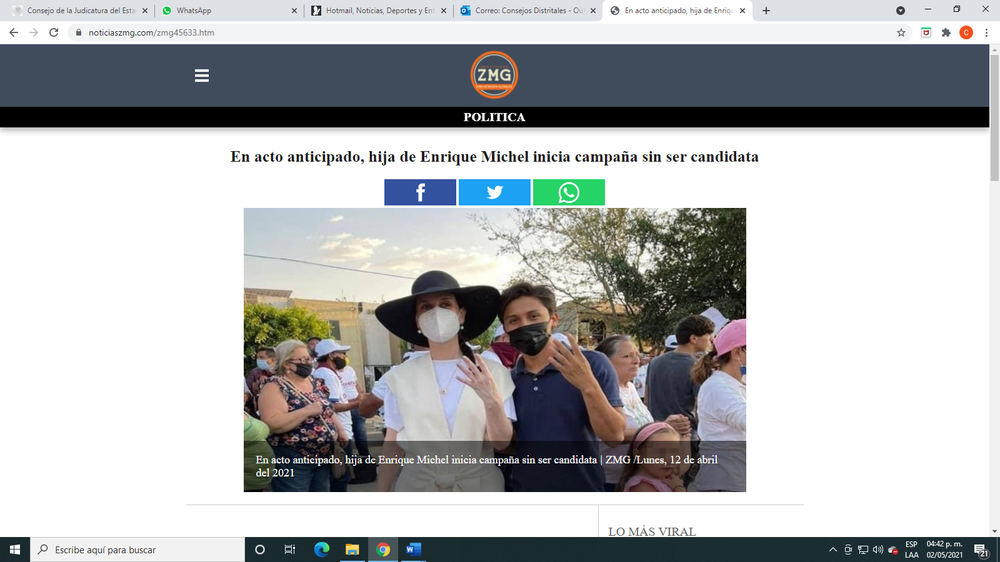 Consejo de la Judicatura del Esta
WhatsApp
Hotmail, Noticias, Deportes y Ent
Correo: Consejos Distritales - Out
En acto anticipado, hija de Enriqu
noticiaszmg.com/zmg45633.htm
C
ZMG
POLITICA
En acto anticipado, hija de Enrique Michel inicia campaña sin ser candidata
En acto anticipado, hija de Enrique Michel inicia campaña sin ser candidata | ZMG /Lunes, 12 de abril
del 2021
LO MÁS VIRAL
Escribe aquí para buscar
ESP
LAA
04:42 p. m.
02/05/2021
21